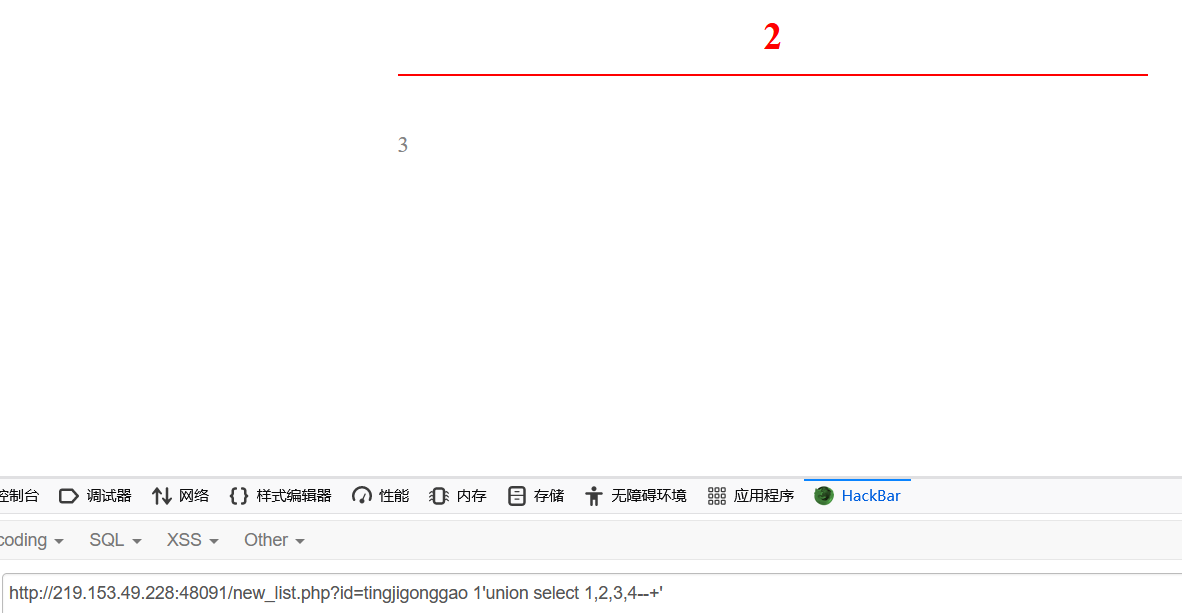 2
3
控制台 调试器 网络 样式编辑器 性能 内存 存储 无障碍环境 应用程序 HackBar
coding SQL XSS Other
http://219.153.49.228:48091/new_list.php?id=tingjigonggao 1'union select 1,2,3,4--+'